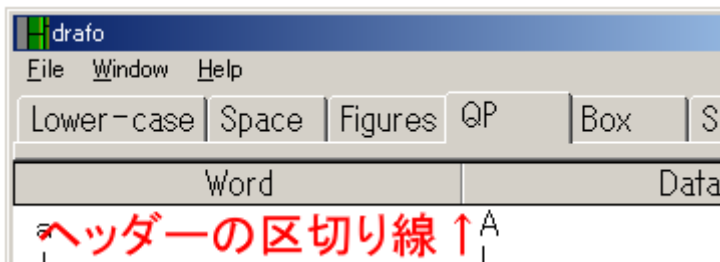 drafo
File Window Help
Lower-case Space Figures QP Box S
Word Data
a ヘッダーの区切り線↑ A